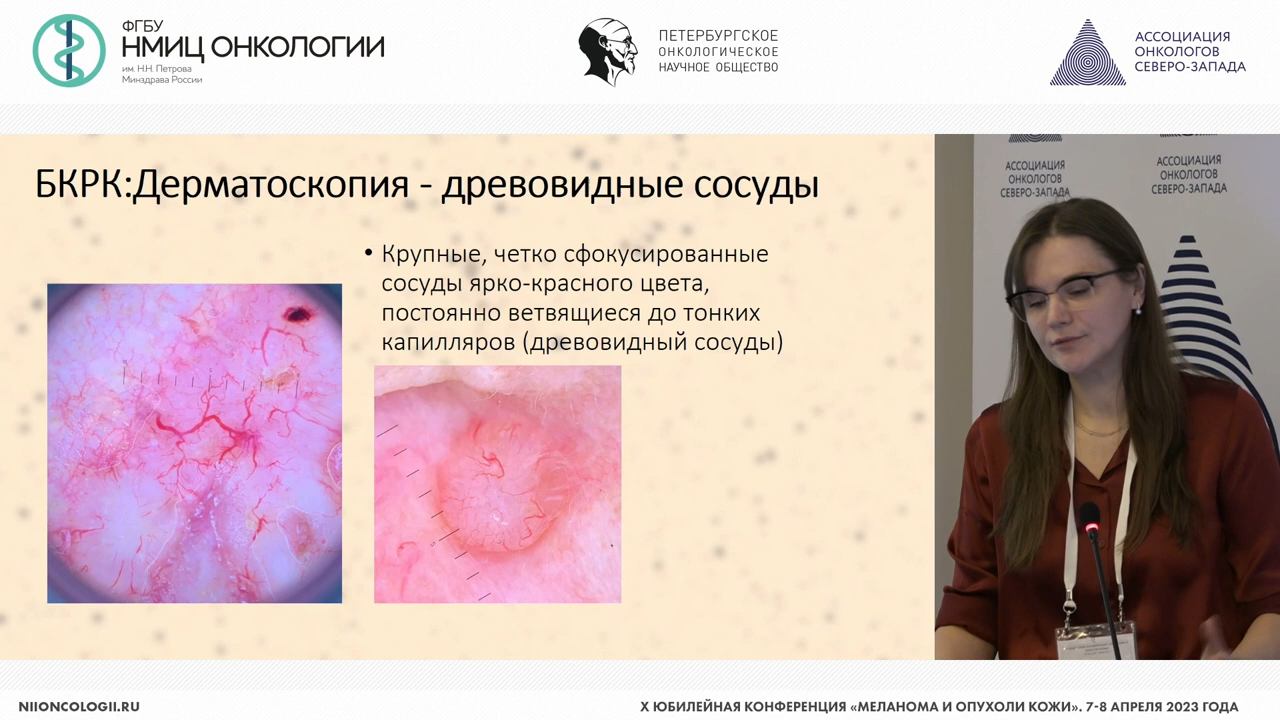 ФГБУ
НМИЦ ОНКОЛОГИИ
им. Н.Н. Петрова
Минздрава России
ПЕТЕРБУРГСКОЕ
ОНКОЛОГИЧЕСКОЕ
НАУЧНОЕ ОБЩЕСТВО
АССОЦИАЦИЯ
ОНКОЛОГОВ
СЕВЕРО-ЗАПАДА
БКРК:Дерматоскопия - древовидные сосуды
• Крупные, четко сфокусированные
сосуды ярко-красного цвета,
постоянно ветвящиеся до тонких
капилляров (древовидный сосуды)
АССОЦИАЦИЯ
ОНКОЛОГОВ
СЕВЕРО-ЗАПАДА
АССОЦИАЦИЯ
ОНКОЛОГОВ
СЕВЕРО-ЗАПАДА
NIIONCOLOGII.RU
X ЮБИЛЕЙНАЯ КОНФЕРЕНЦИЯ «МЕЛАНОМА И ОПУХОЛИ КОЖИ». 7-8 АПРЕЛЯ 2023 ГОДА